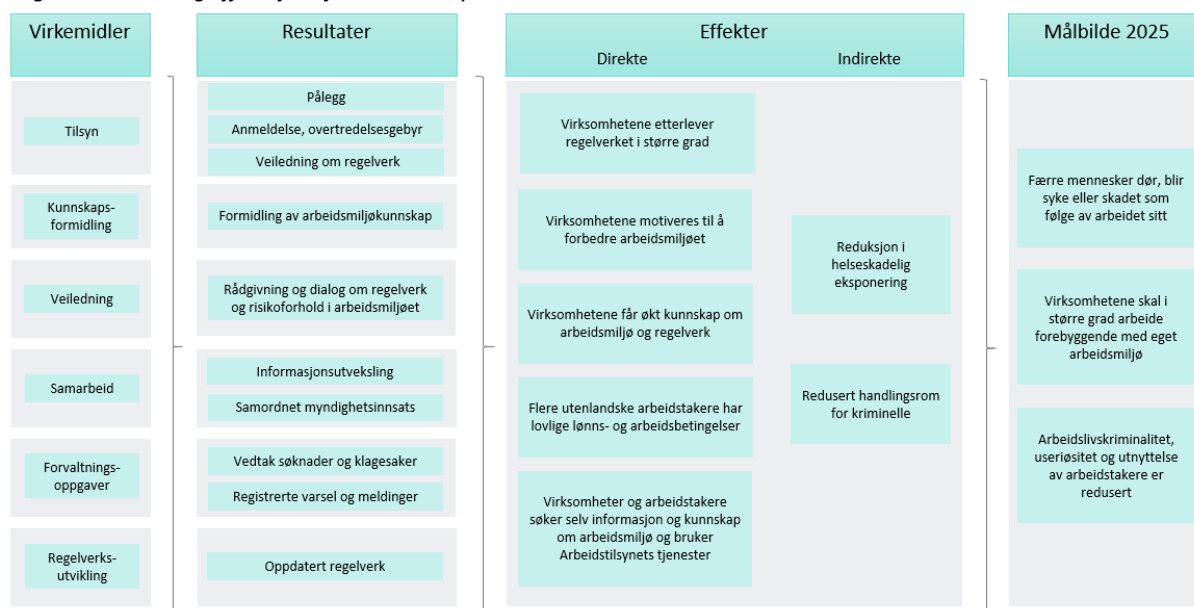 Virkemidler
Resultater
Effekter
Direkte
Indirekte
Målbilde 2025
Tilsyn
Kunnskaps-
formidling
Veiledning
Samarbeid
Forvaltnings-
oppgaver
Regelverks-
utvikling
Pålegg
Anmeldelse, overtredelsesgebyr
Veiledning om regelverk
Formidling av arbeidsmiljøkunnskap
Rådgivning og dialog om regelverk
og risikoforhold i arbeidsmiljøet
Informasjonsutveksling
Samordnet myndighetsinnsats
Vedtak søknader og klagesaker
Registrerte varsel og meldinger
Oppdatert regelverk
Virksomhetene etterlever
regelverket i større grad
Virksomhetene motiveres til å
forbedre arbeidsmiljøet
Virksomhetene får økt kunnskap om
arbeidsmiljø og regelverk
Flere utenlandske arbeidstakere har
lovlige lønns- og arbeidsbetingelser
Virksomheter og arbeidstakere
søker selv informasjon og kunnskap
om arbeidsmiljø og bruker
Arbeidstilsynets tjenester
Reduksjon i
helseskadelig
eksponering
Redusert handlingsrom
for kriminelle
Færre mennesker dør, blir
syke eller skadet som
følge av arbeidet sitt
Virksomhetene skal i
større grad arbeide
forebyggende med eget
arbeidsmiljø
Arbeidslivskriminalitet,
useriøsitet og utnyttelse
av arbeidstakere er
redusert